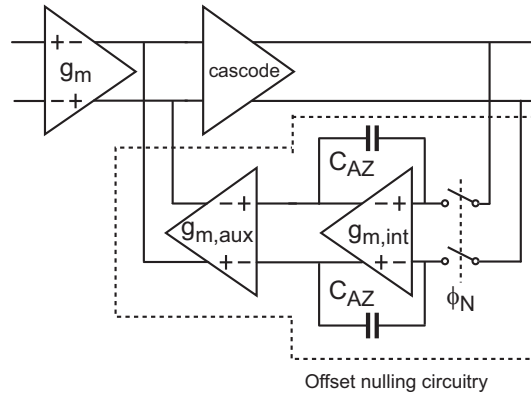 + − −
g_m
− + +
cascode
C_AZ
− +
g_m,aux
+ −
− +
g_m,int
+ −
C_AZ
ϕ_N
Offset nulling circuitry